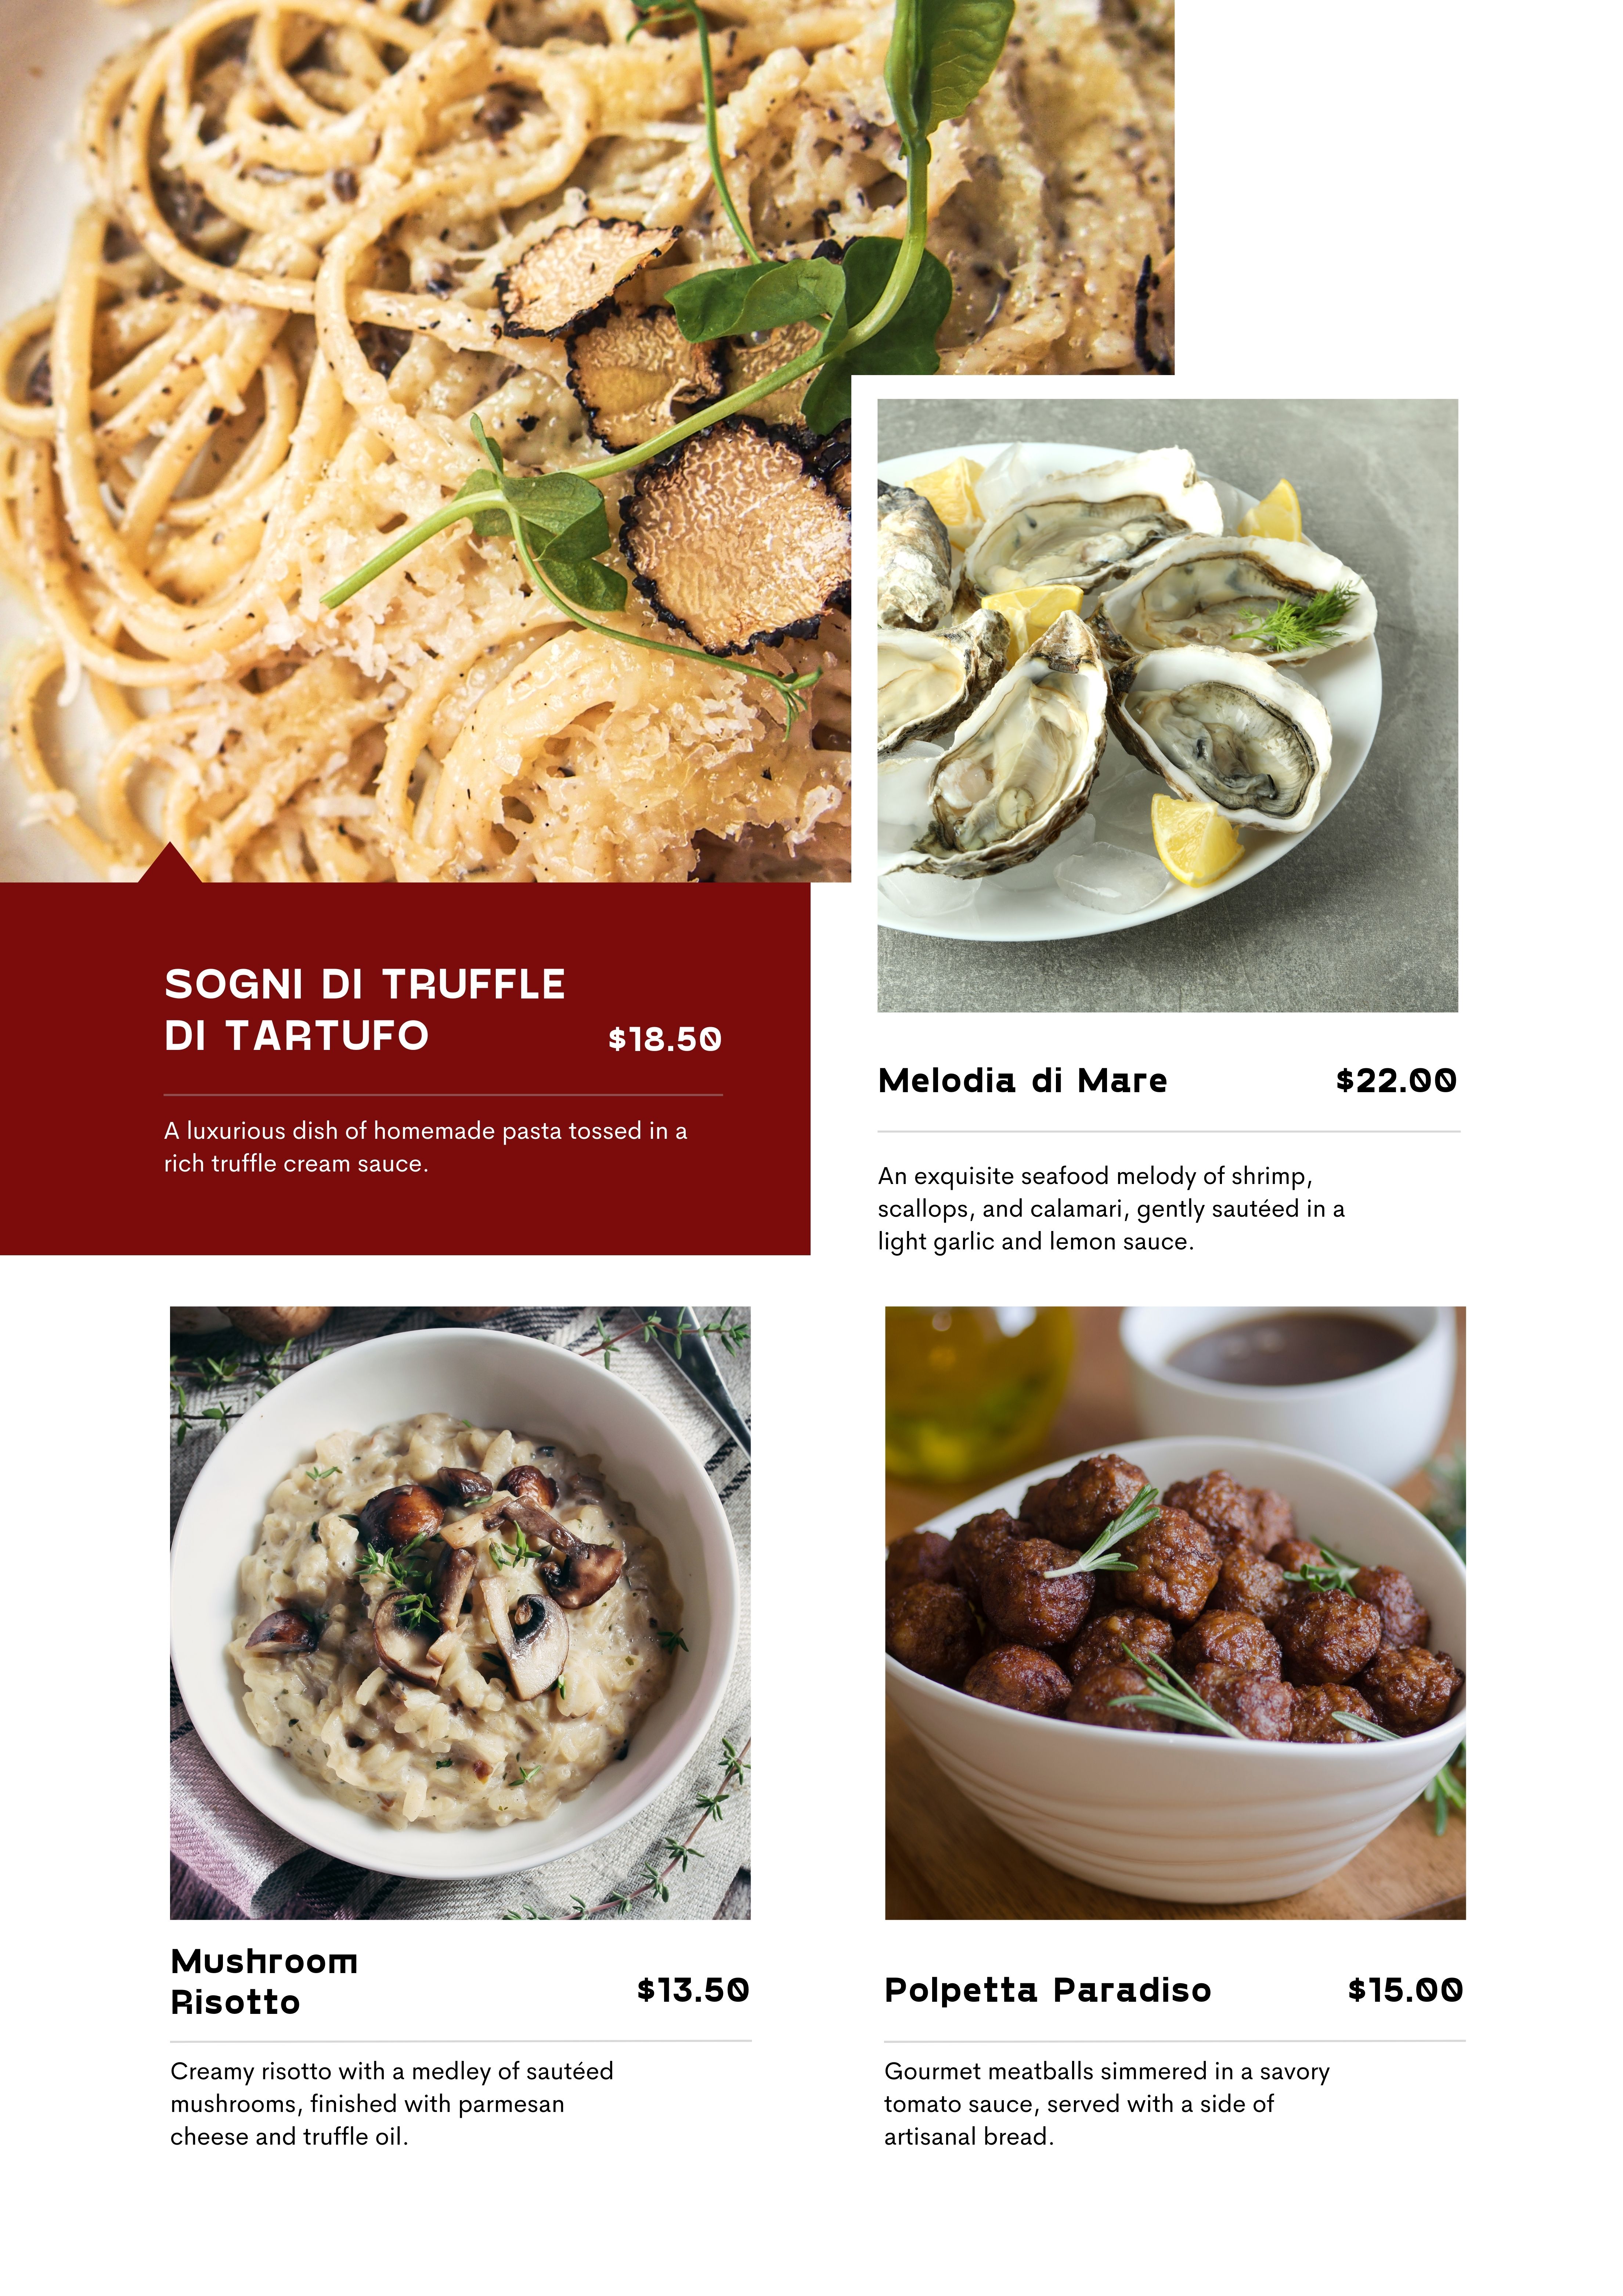 SOGNI DI TRUFFLE
DI TARTUFO
$18.50
A luxurious dish of homemade pasta tossed in a
rich truffle cream sauce.
Melodia di Mare
$22.00
An exquisite seafood melody of shrimp,
scallops, and calamari, gently sautéed in a
light garlic and lemon sauce.
Mushroom
Risotto
$13.50
Creamy risotto with a medley of sautéed
mushrooms, finished with parmesan
cheese and truffle oil.
Polpetta Paradiso
$15.00
Gourmet meatballs simmered in a savory
tomato sauce, served with a side of
artisanal bread.